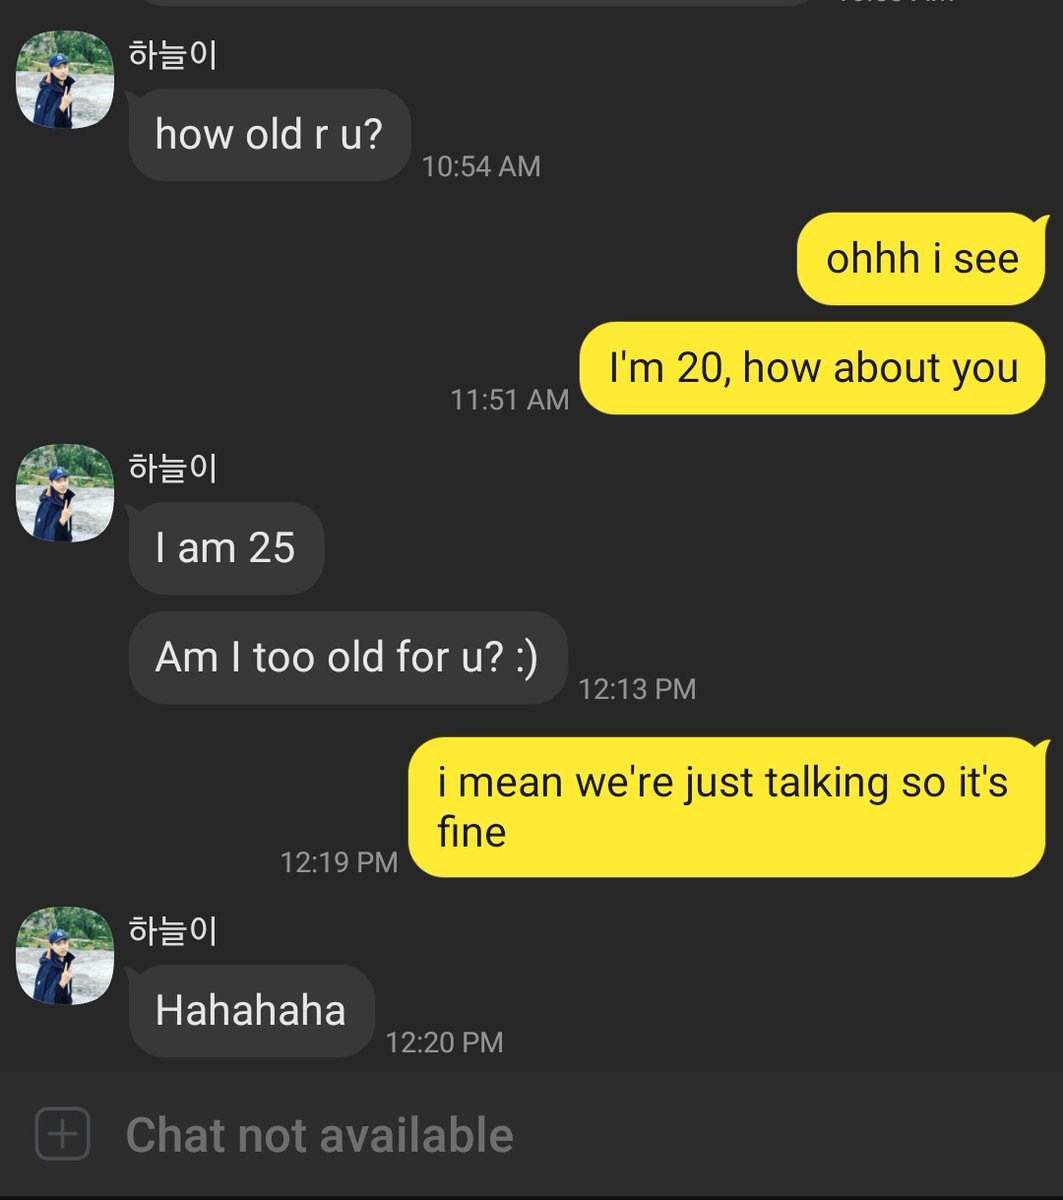 하늘이
how old r u?
10:54 AM
ohhh i see
I'm 20, how about you
11:51 AM
하늘이
I am 25
Am I too old for u? :)
12:13 PM
i mean we're just talking so it's
fine
12:19 PM
하늘이
Hahahaha
12:20 PM
Chat not available